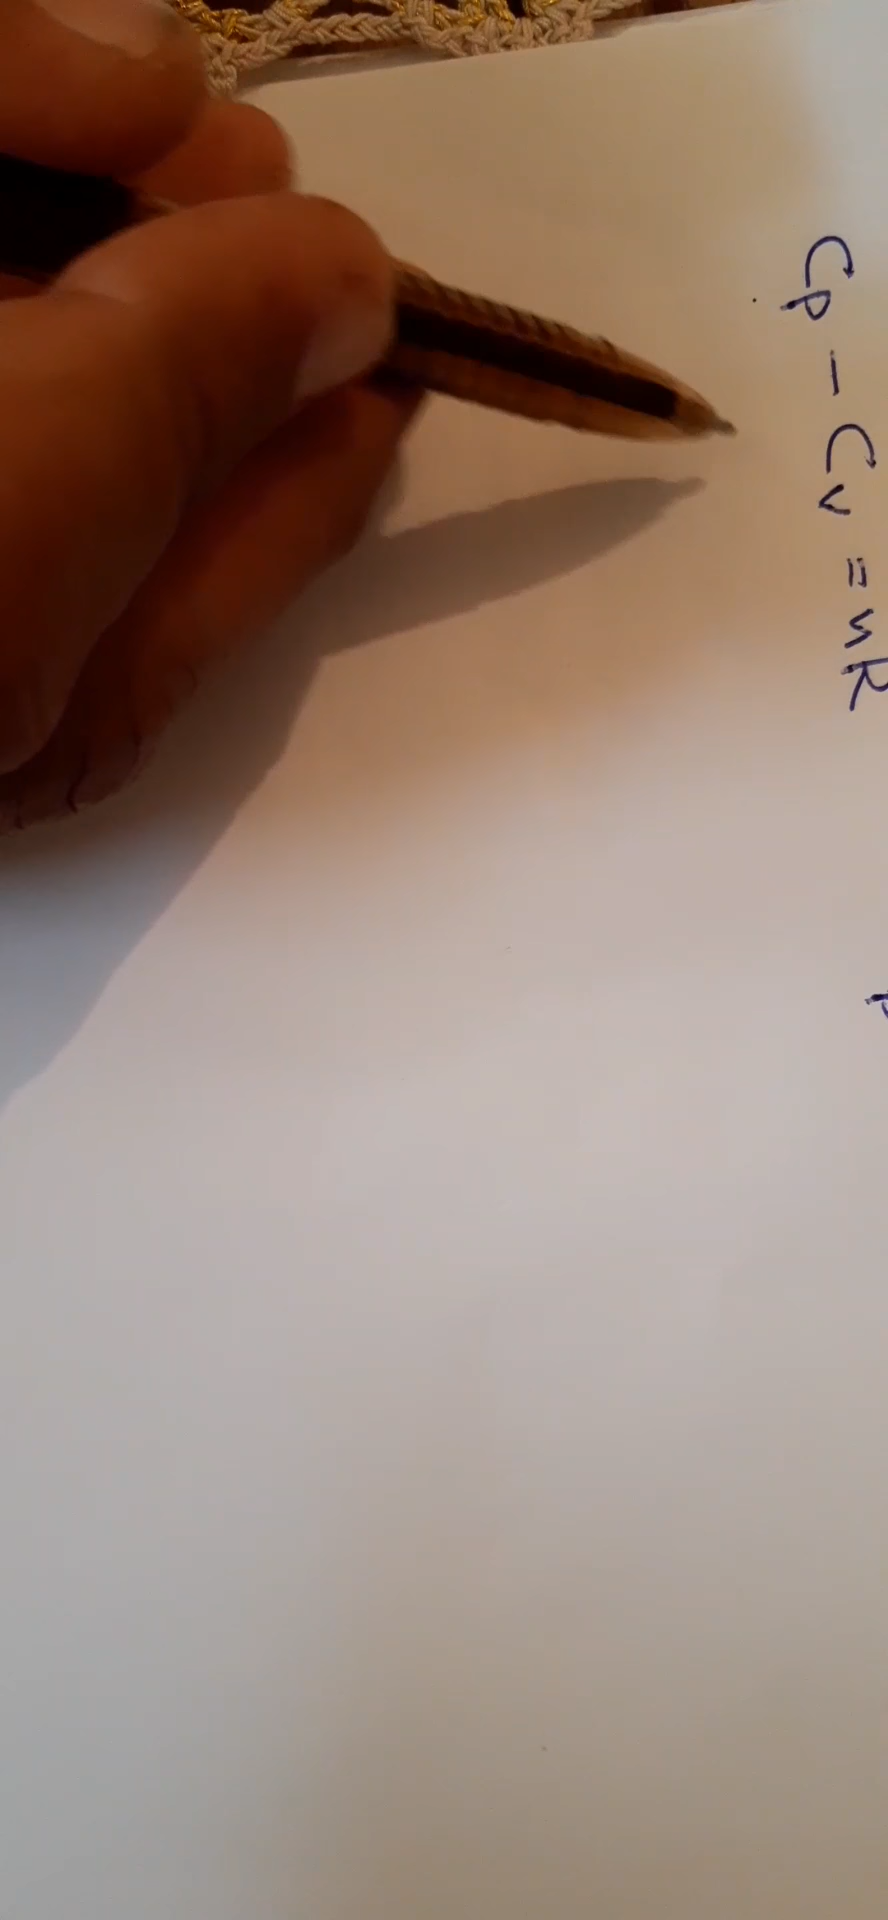 Cp - Cv = nR